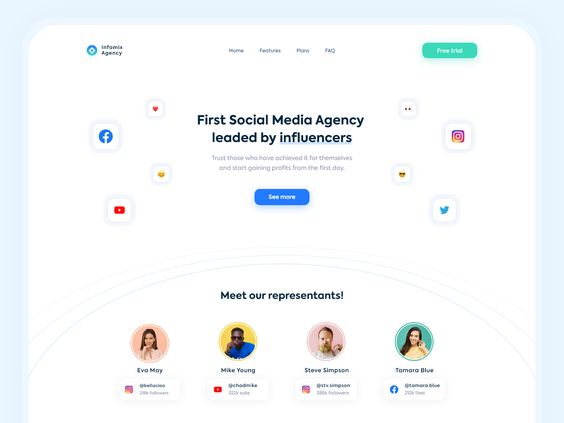 Infomix
Agency
Home
Features
Plans
FAQ
Free trial
First Social Media Agency
leaded by influencers
Trust those who have achieved it for themselves
and start gaining profits from the first day.
See more
Meet our representants!
Eva May
Mike Young
Steve Simpson
Tamara Blue
@bellacioo
218k followers
@chadmike
322k subs
@stv.simpson
285k followers
@tamara.blue
212k likes